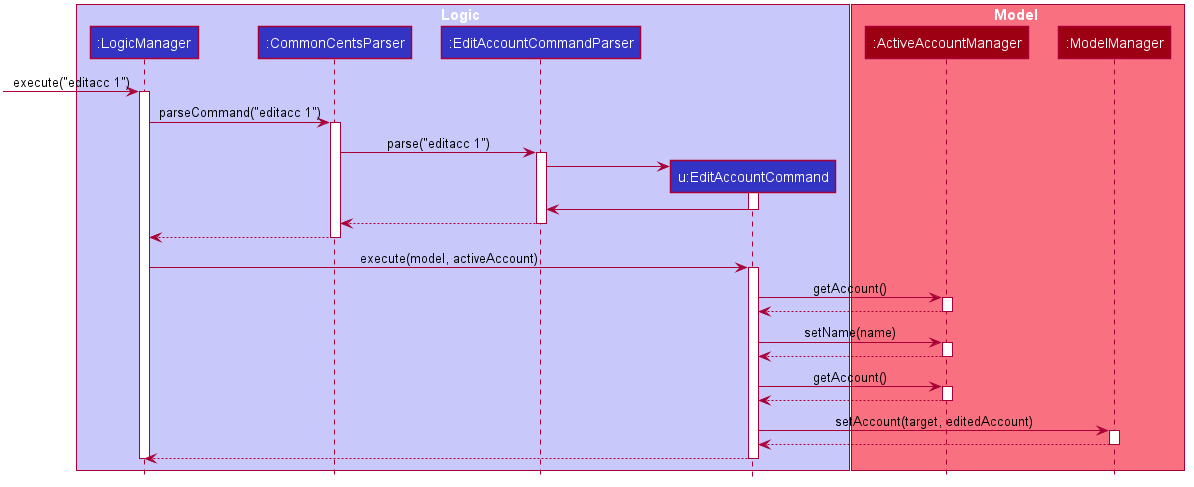 Logic
Model
:LogicManager
:CommonCentsParser
:EditAccountCommandParser
:ActiveAccountManager
:ModelManager
execute("editacc 1")
parseCommand("editacc 1")
parse("editacc 1")
u:EditAccountCommand
execute(model, activeAccount)
getAccount()
setName(name)
getAccount()
setAccount(target, editedAccount)